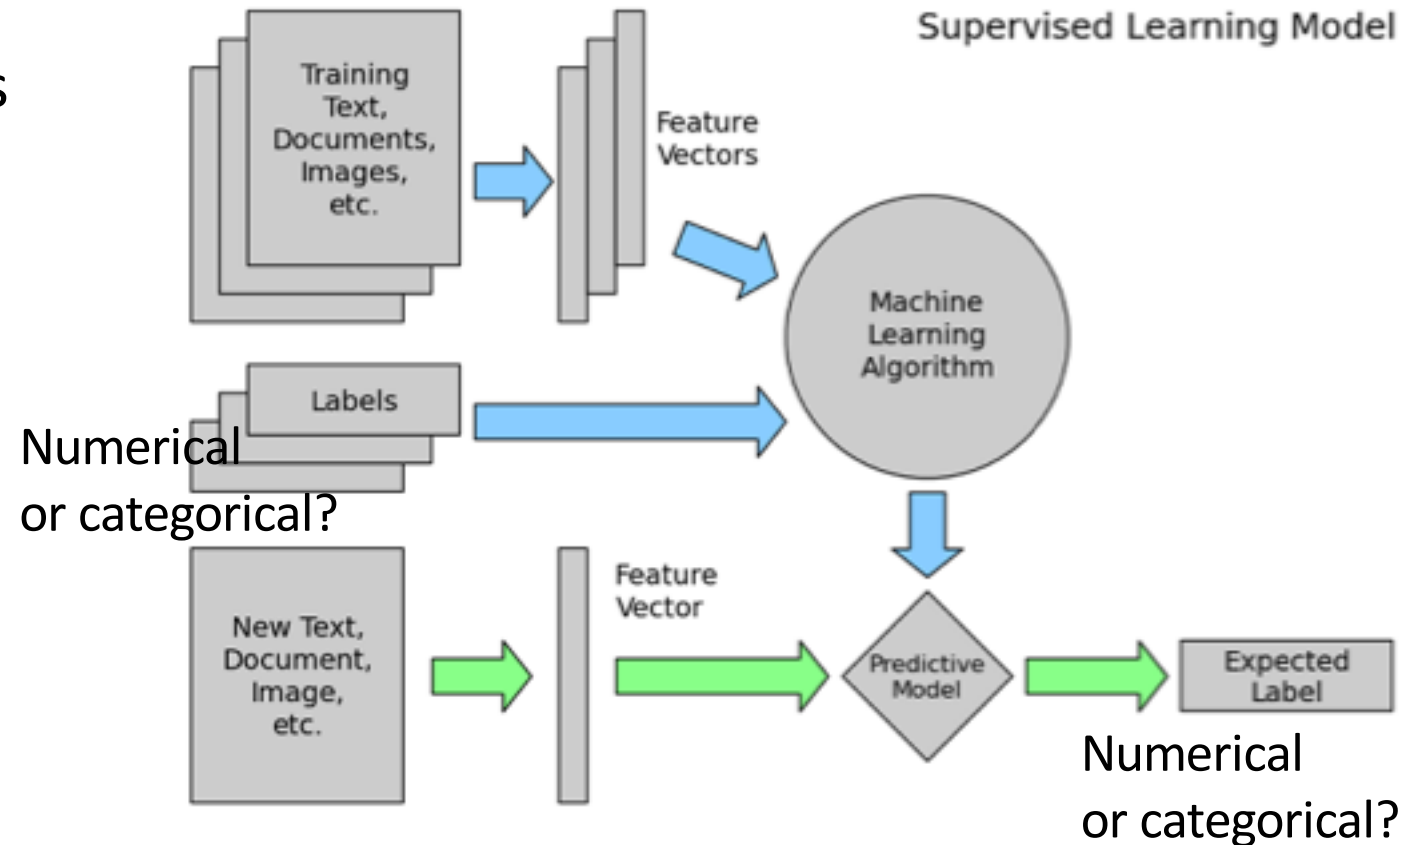 Supervised Learning Model
s
Training
Text,
Documents,
Images,
etc.
Feature
Vectors
Machine
Learning
Algorithm
Labels
Numerical
or categorical?
New Text,
Document,
Image,
etc.
Feature
Vector
Predictive
Model
Expected
Label
Numerical
or categorical?